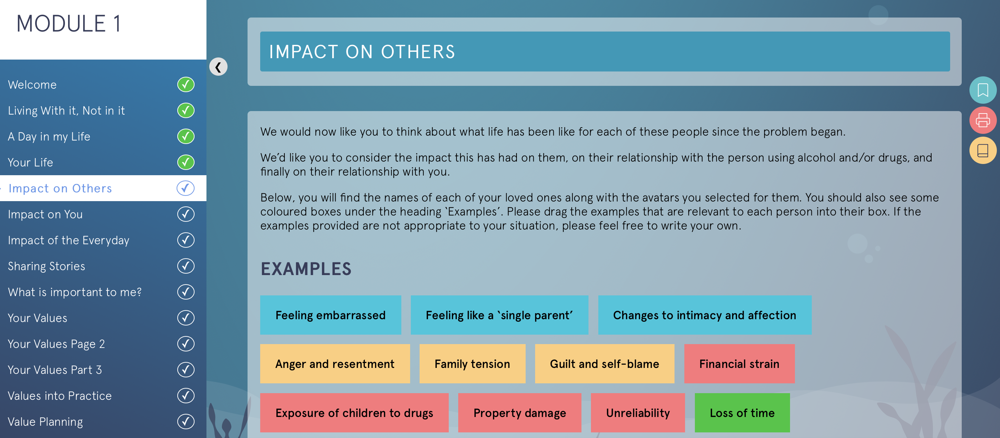 MODULE 1
Welcome
Living With it, Not in it
A Day in my Life
Your Life
Impact on Others
Impact on You
Impact of the Everyday
Sharing Stories
What is important to me?
Your Values
Your Values Page 2
Your Values Part 3
Values into Practice
Value Planning
IMPACT ON OTHERS
We would now like you to think about what life has been like for each of these people since the problem began.
We’d like you to consider the impact this has had on them, on their relationship with the person using alcohol and/or drugs, and
finally on their relationship with you.
Below, you will find the names of each of your loved ones along with the avatars you selected for them. You should also see some
coloured boxes under the heading ‘Examples’. Please drag the examples that are relevant to each person into their box. If the
examples provided are not appropriate to your situation, please feel free to write your own.
EXAMPLES
Feeling embarrassed
Feeling like a ‘single parent’
Changes to intimacy and affection
Anger and resentment
Family tension
Guilt and self-blame
Financial strain
Exposure of children to drugs
Property damage
Unreliability
Loss of time